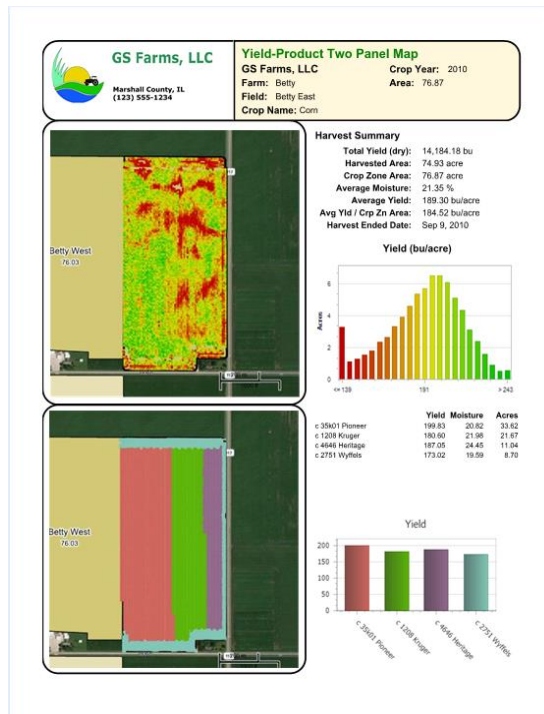 GS Farms, LLC
Marshall County, IL
(123) 555-1234
Yield-Product Two Panel Map
GS Farms, LLC Crop Year: 2010
Farm: Betty Area: 76.87
Field: Betty East
Crop Name: Corn
Harvest Summary
Total Yield (dry): 14,184.18 bu
Harvested Area: 74.93 acre
Crop Zone Area: 76.87 acre
Average Moisture: 21.35 %
Average Yield: 189.30 bu/acre
Avg Yld / Crp Zn Area: 184.52 bu/acre
Harvest Ended Date: Sep 9, 2010
Betty West
76.03
Yield (bu/acre)
Acres
6
4
2
0
<= 139 191 > 243
Yield Moisture Acres
c 35k01 Pioneer 199.83 20.82 33.62
c 1208 Kruger 180.60 21.98 21.67
c 4646 Heritage 187.05 24.45 11.04
c 2751 Wyffels 173.02 19.59 8.70
Betty West
76.03
Yield
200
150
100
50
0
c 35k01 Pioneer
c 1208 Kruger
c 4646 Heritage
c 2751 Wyffels